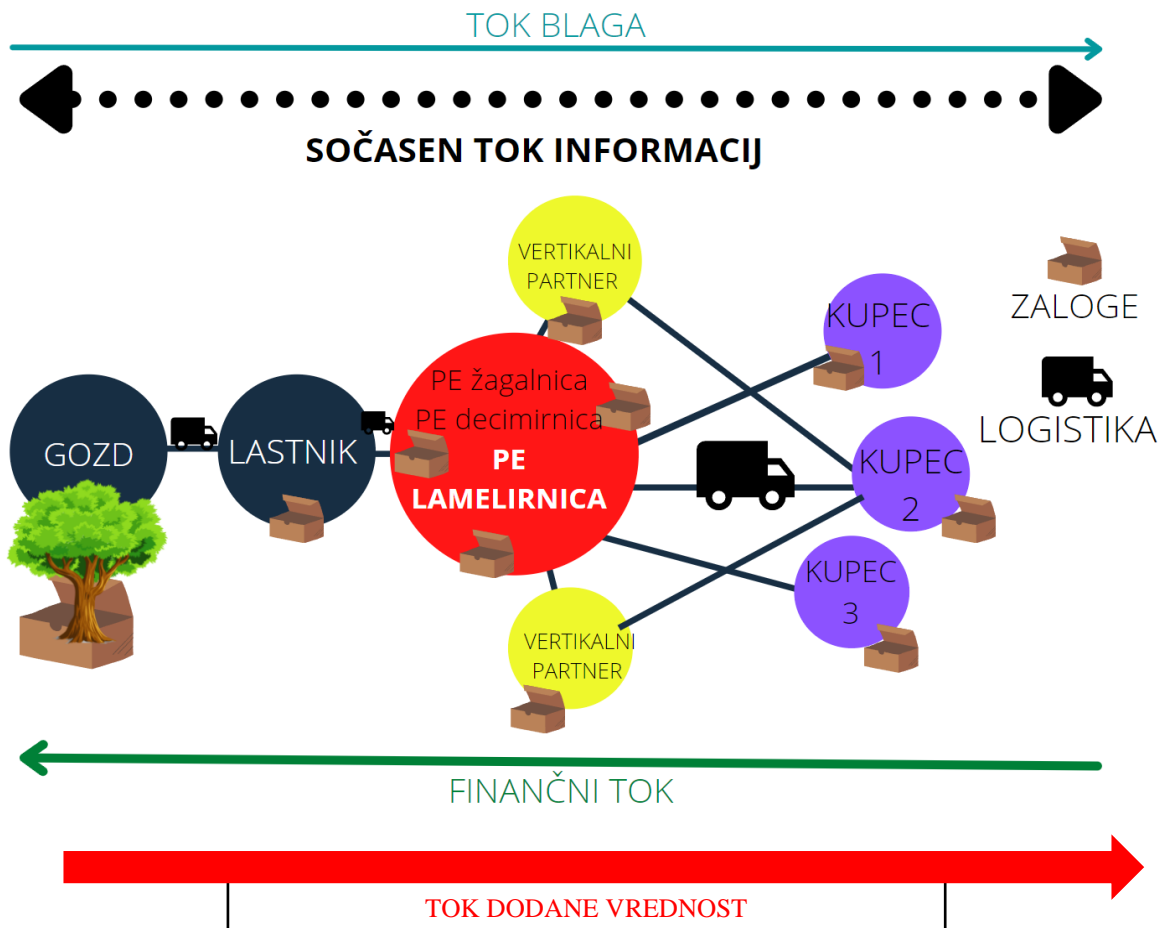 TOK BLAGA
SOČASEN TOK INFORMACIJ
VERTIKALNI
PARTNER
KUPEC
1
ZALOGE
PE žagalnica
PE decimirnica
PE
LAMELIRNICA
GOZD
LASTNIK
LOGISTIKA
KUPEC
2
KUPEC
3
VERTIKALNI
PARTNER
FINANČNI TOK
TOK DODANE VREDNOST